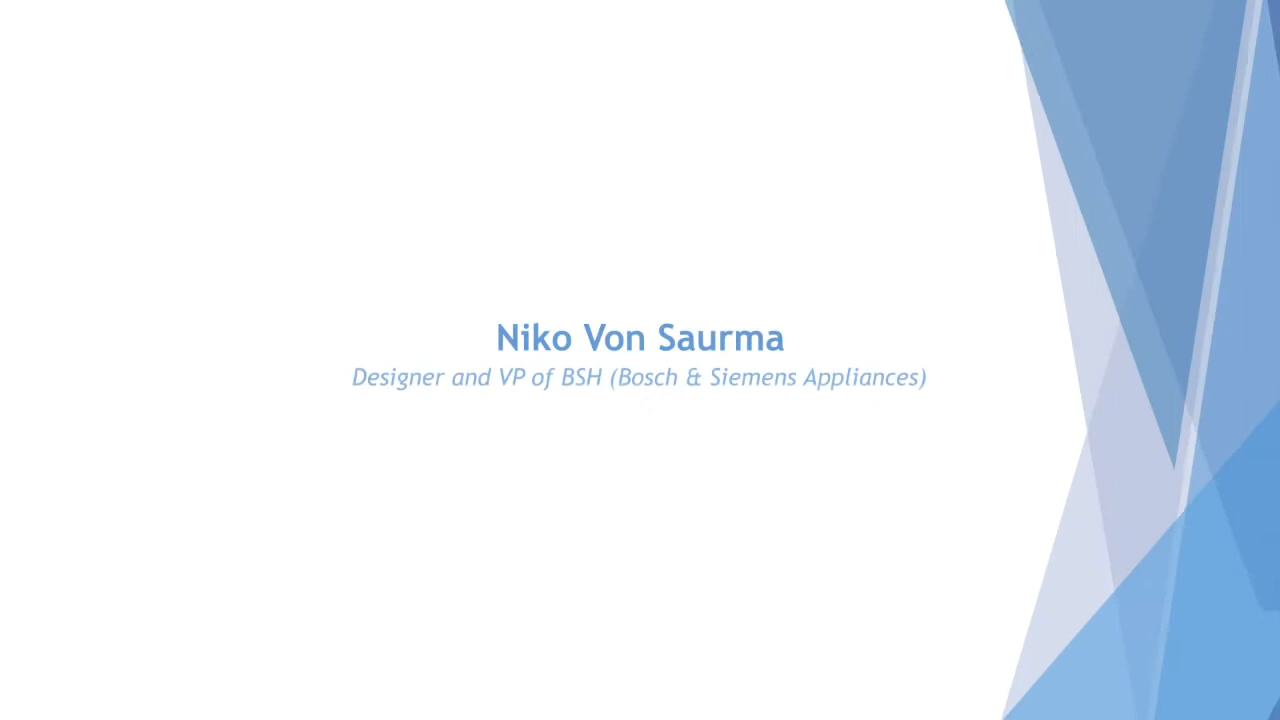 Niko Von Saurma
Designer and VP of BSH (Bosch & Siemens Appliances)